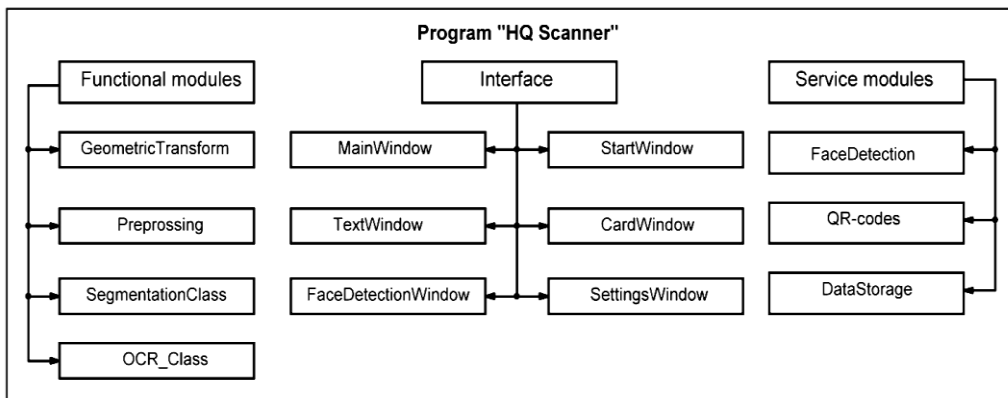 Program "HQ Scanner"
Functional modules
GeometricTransform
Preprossing
SegmentationClass
OCR_Class
Interface
MainWindow
StartWindow
TextWindow
CardWindow
FaceDetectionWindow
SettingsWindow
Service modules
FaceDetection
QR-codes
DataStorage